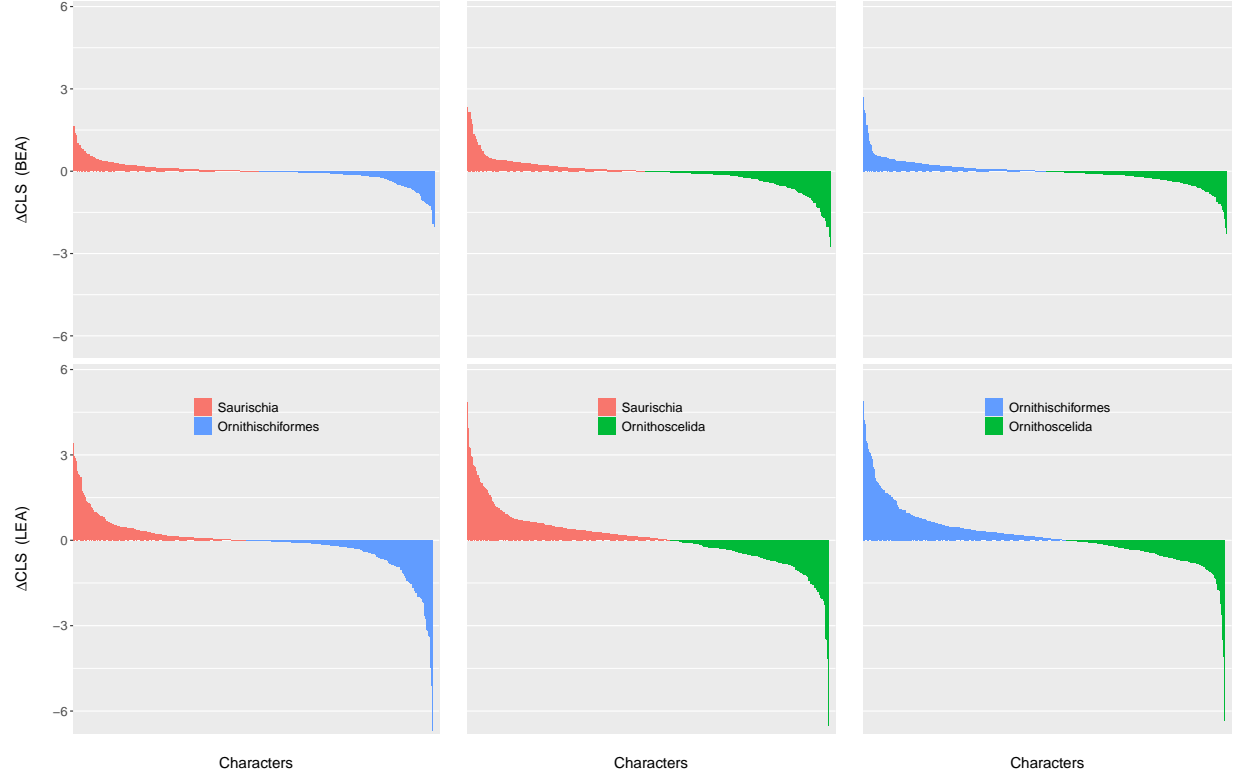 6
3
0
−3
−6
ΔCLS (BEA)
6
3
0
−3
−6
ΔCLS (LEA)
Saurischia
Ornithischiformes
Saurischia
Ornithoscelida
Ornithischiformes
Ornithoscelida
Characters
Characters
Characters